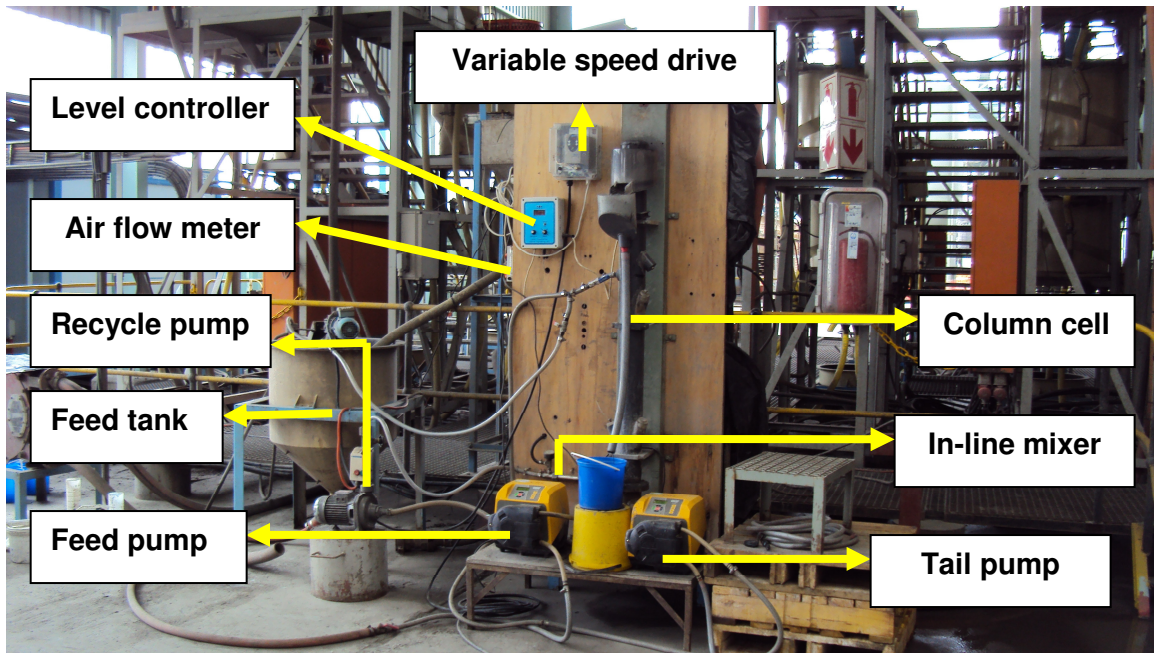 Variable speed drive
Level controller
Air flow meter
Recycle pump
Column cell
Feed tank
In-line mixer
Feed pump
Tail pump